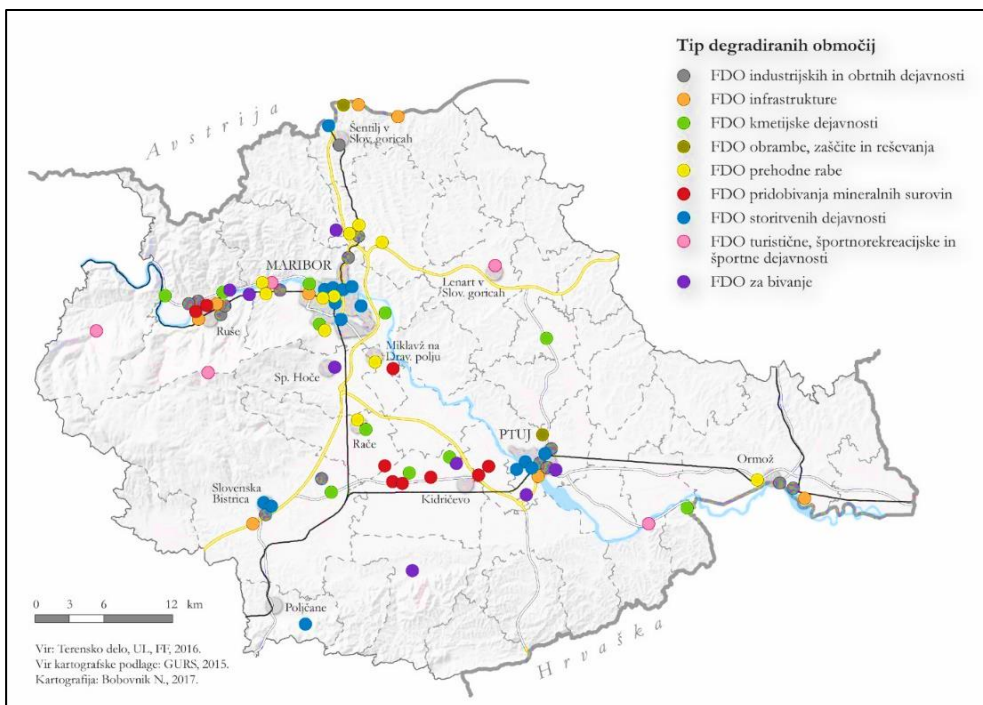 Tip degradiranih območij
FDO industrijskih in obrtnih dejavnosti
FDO infrastrukture
FDO kmetijske dejavnosti
FDO obrambe, zaščite in reševanja
FDO prehodne rabe
FDO pridobivanja mineralnih surovin
FDO storitvenih dejavnosti
FDO turistične, športnorekreacijske in
športne dejavnosti
FDO za bivanje
Avstrija
Šentilj v
Slov. goricah
MARIBOR
Lenart v
Slov. goricah
Ruše
Miklavž na
Drav. polju
Sp. Hoče
Rače
PTUJ
Ormož
Slovenska
Bistrica
Kidričevo
Poljčane
Hrvaška
0 3 6 12 km
Vir: Terensko delo, UL, FF, 2016.
Vir kartografske podlage: GURS, 2015.
Kartografija: Bobovnik N., 2017.